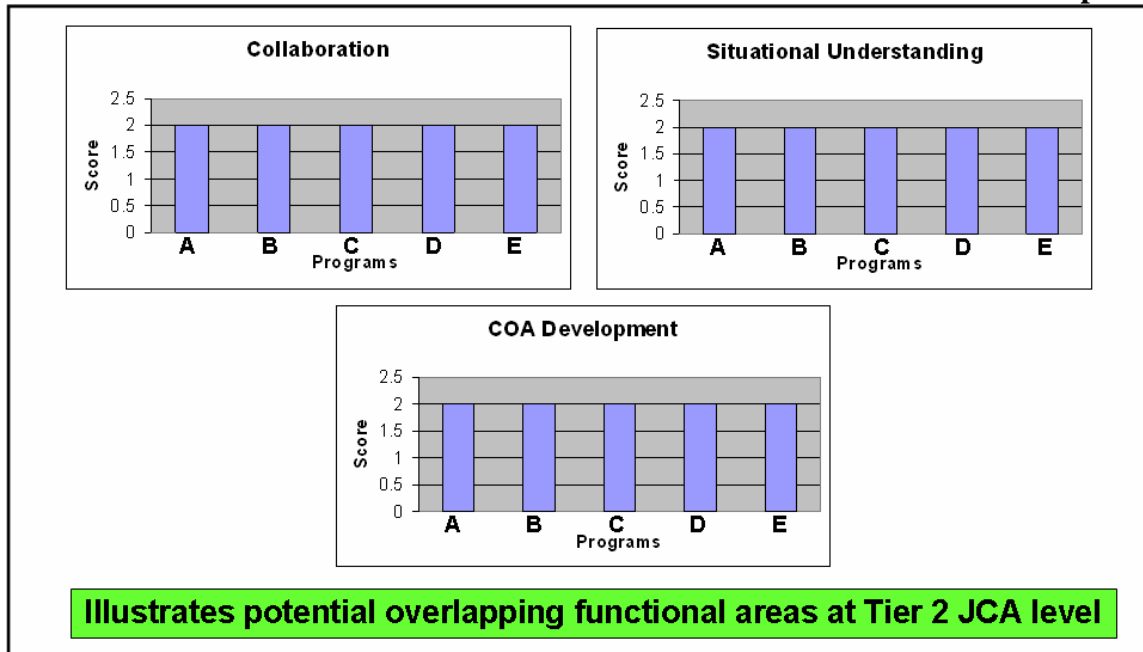 Collaboration
2.5
2
1.5
1
0.5
0
Score
A B C D E
Programs
Situational Understanding
2.5
2
1.5
1
0.5
0
Score
A B C D E
Programs
COA Development
2.5
2
1.5
1
0.5
0
Score
A B C D E
Programs
Illustrates potential overlapping functional areas at Tier 2 JCA level